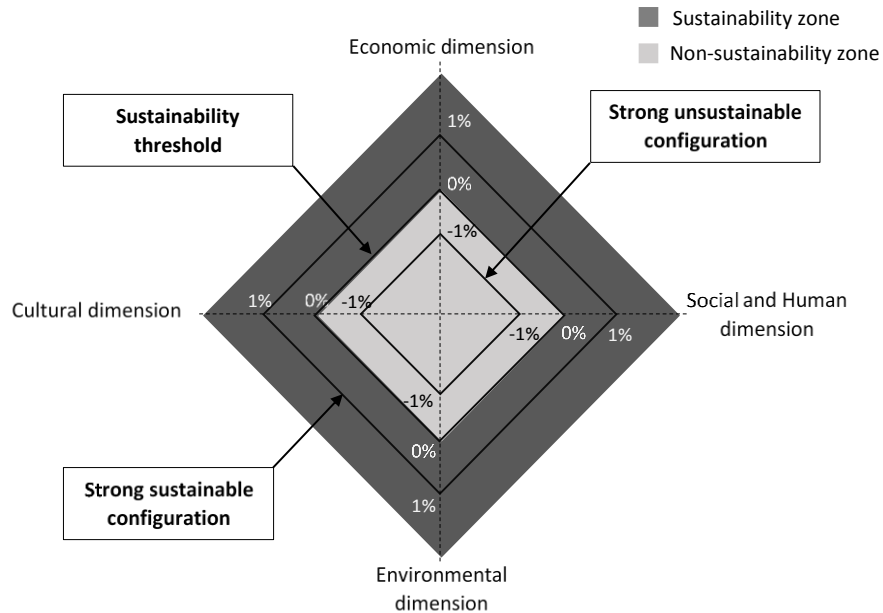 Sustainability zone
Non-sustainability zone
Economic dimension
Sustainability
threshold
Strong unsustainable
configuration
1%
0%
-1%
Cultural dimension
1%
0%
-1%
-1%
0%
1%
Social and Human
dimension
-1%
0%
1%
Strong sustainable
configuration
Environmental
dimension